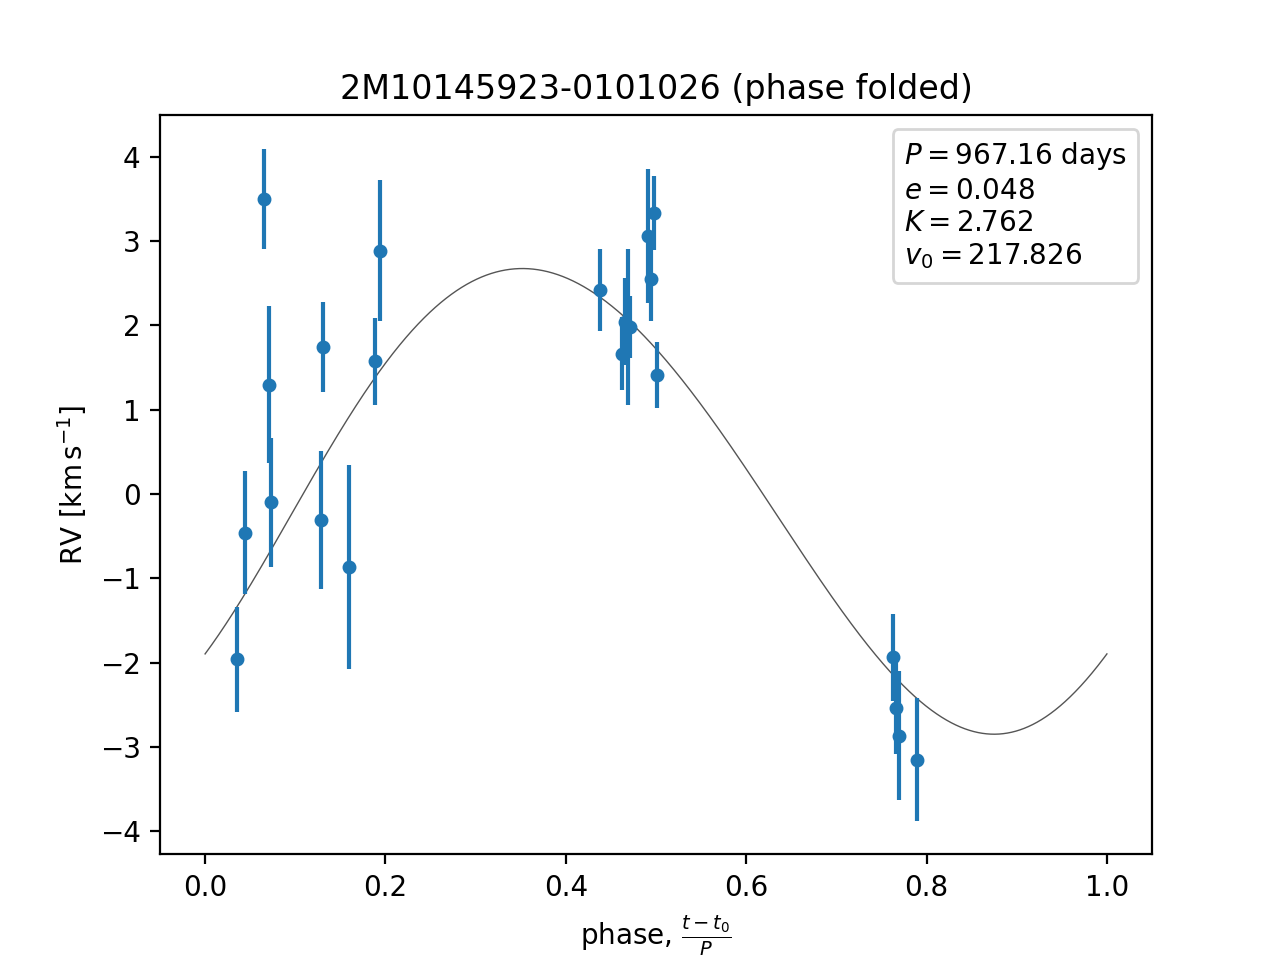 2M10145923-0101026 (phase folded)
P = 967.16 days
e = 0.048
K = 2.762
v₀ = 217.826
RV [km s⁻¹]
4
3
2
1
0
−1
−2
−3
−4
0.0 0.2 0.4 0.6 0.8 1.0
phase, (t − t₀)/P